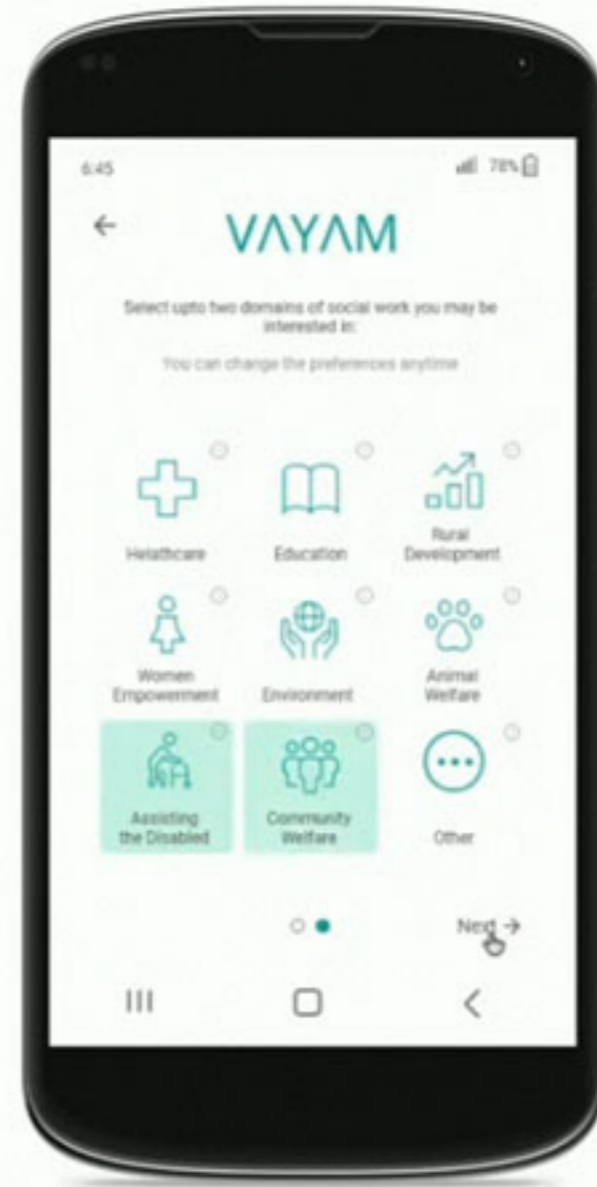 6:45
78%
VAYAM
Select upto two domains of social work you may be
interested in:
You can change the preferences anytime
Helathcare
Education
Rural
Development
Women
Empowerment
Environment
Animal
Welfare
Assisting
the Disabled
Community
Welfare
Other
Next →